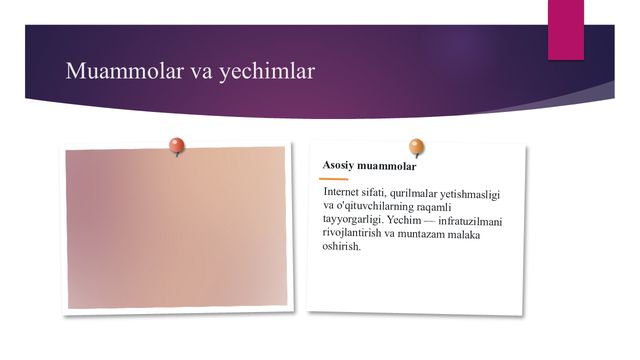 Muammolar va yechimlar
Asosiy muammolar
Internet sifati, qurilmalar yetishmasligi
va o'qituvchilarning raqamli
tayyorgarligi. Yechim — infratuzilmani
rivojlantirish va muntazam malaka
oshirish.